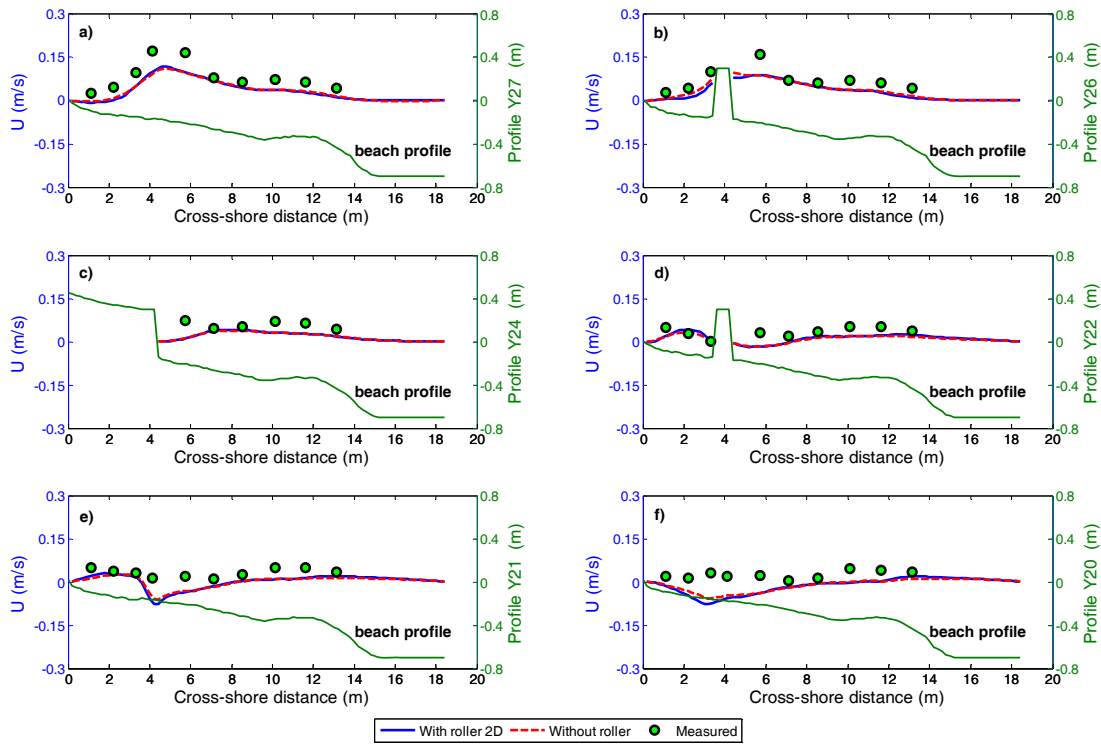 a)
0.3
0.15
0
-0.15
-0.3
U (m/s)
0.8
0.4
0
-0.4
-0.8
Profile Y27 (m)
beach profile
0 2 4 6 8 10 12 14 16 18 20
Cross-shore distance (m)
b)
0.3
0.15
0
-0.15
-0.3
U (m/s)
0.8
0.4
0
-0.4
-0.8
Profile Y26 (m)
beach profile
0 2 4 6 8 10 12 14 16 18 20
Cross-shore distance (m)
c)
0.3
0.15
0
-0.15
-0.3
U (m/s)
0.8
0.4
0
-0.4
-0.8
Profile Y24 (m)
beach profile
0 2 4 6 8 10 12 14 16 18 20
Cross-shore distance (m)
d)
0.3
0.15
0
-0.15
-0.3
U (m/s)
0.8
0.4
0
-0.4
-0.8
Profile Y22 (m)
beach profile
0 2 4 6 8 10 12 14 16 18 20
Cross-shore distance (m)
e)
0.3
0.15
0
-0.15
-0.3
U (m/s)
0.8
0.4
0
-0.4
-0.8
Profile Y21 (m)
beach profile
0 2 4 6 8 10 12 14 16 18 20
Cross-shore distance (m)
f)
0.3
0.15
0
-0.15
-0.3
U (m/s)
0.8
0.4
0
-0.4
-0.8
Profile Y20 (m)
beach profile
0 2 4 6 8 10 12 14 16 18 20
Cross-shore distance (m)
With roller 2D Without roller Measured